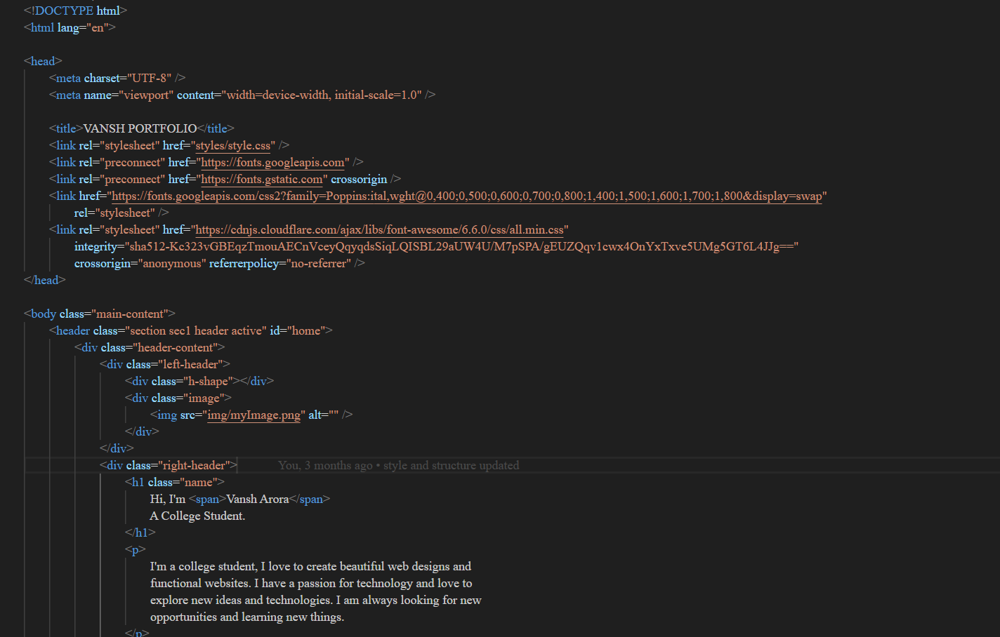 <!DOCTYPE html>
<html lang="en">
<head>
<meta charset="UTF-8" />
<meta name="viewport" content="width=device-width, initial-scale=1.0" />
<title>VANSH PORTFOLIO</title>
<link rel="stylesheet" href="styles/style.css" />
<link rel="preconnect" href="https://fonts.googleapis.com" />
<link rel="preconnect" href="https://fonts.gstatic.com" crossorigin />
<link href="https://fonts.googleapis.com/css2?family=Poppins:ital,wght@0,400;0,500;0,600;0,700;0,800;1,400;1,500;1,600;1,700;1,800&display=swap"
rel="stylesheet" />
<link rel="stylesheet" href="https://cdnjs.cloudflare.com/ajax/libs/font-awesome/6.6.0/css/all.min.css"
integrity="sha512-Kc323vGBEqzTmouAECnVceyQqyqdsSiqLQISBL29aUW4U/M7pSPA/gEUZQqv1cwx4OnYxTxve5UMg5GT6L4JJg=="
crossorigin="anonymous" referrerpolicy="no-referrer" />
</head>
<body class="main-content">
<header class="section sec1 header active" id="home">
<div class="header-content">
<div class="left-header">
<div class="h-shape"></div>
<div class="image">
<img src="img/myImage.png" alt="" />
</div>
</div>
<div class="right-header"> You, 3 months ago • style and structure updated
<h1 class="name">
Hi, I'm <span>Vansh Arora</span>
A College Student.
</h1>
<p>
I'm a college student, I love to create beautiful web designs and
functional websites. I have a passion for technology and love to
explore new ideas and technologies. I am always looking for new
opportunities and learning new things.
</p>